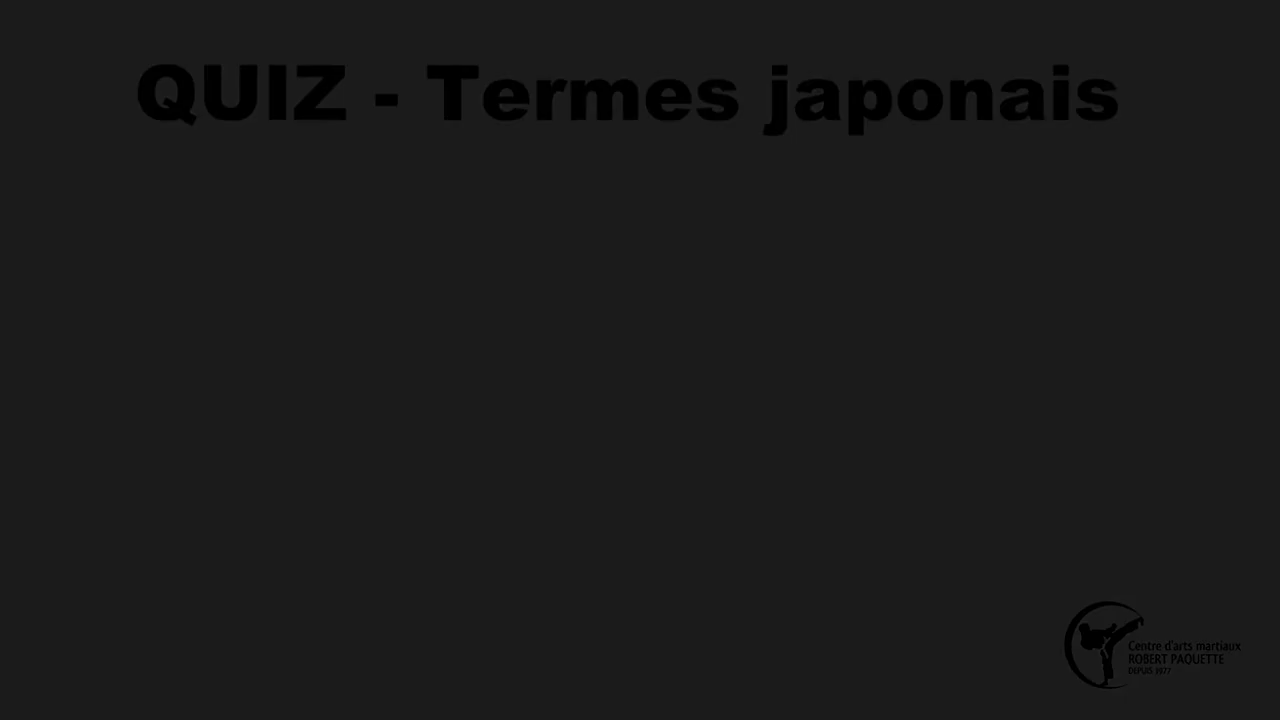 QUIZ - Termes japonais
Centre d'arts martiaux
ROBERT PAQUETTE
DEPUIS 1977